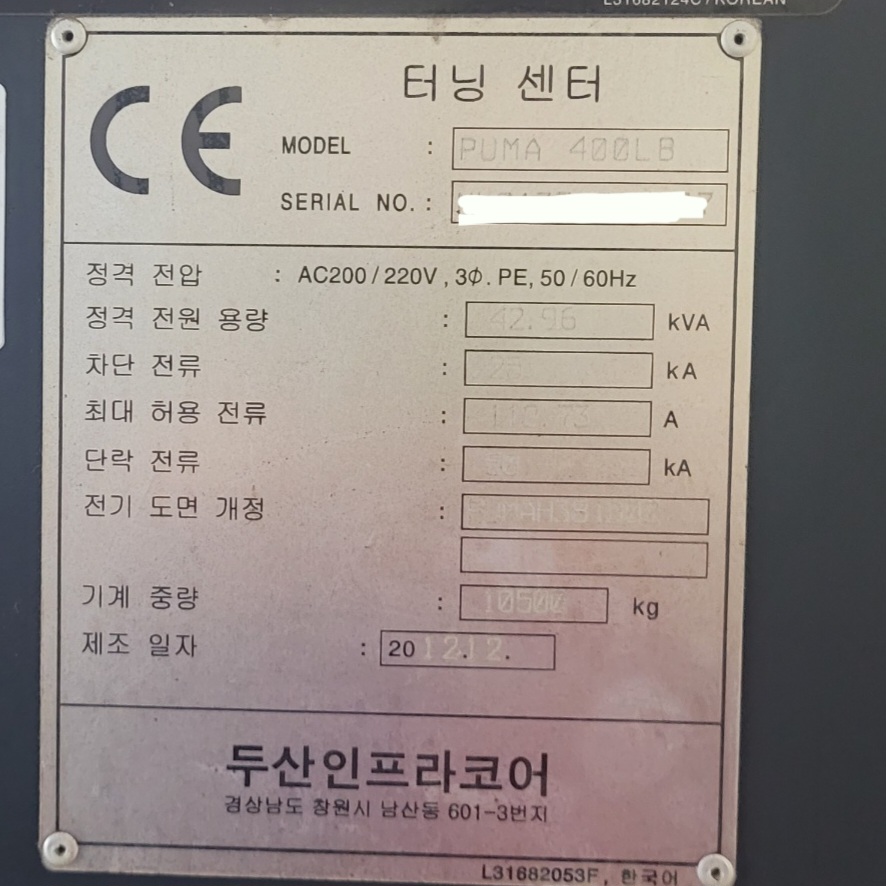 L31682124C / KOREAN
CE
터닝 센터
MODEL : PUMA 400LB
SERIAL NO. :
정격 전압 : AC200 / 220V , 3Φ. PE, 50 / 60Hz
정격 전원 용량 : 42.96 kVA
차단 전류 : kA
최대 허용 전류 : A
단락 전류 : kA
전기 도면 개정 :
기계 중량 : 10500 kg
제조 일자 : 2012.12.
두산인프라코어
경상남도 창원시 남산동 601-3번지
L31682053F, 한국어